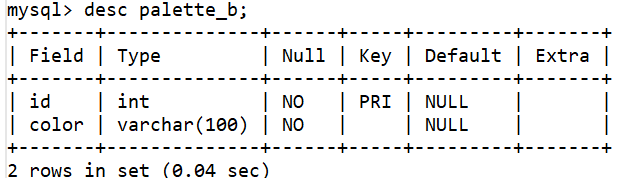 mysql> desc palette_b;
+-------+--------------+------+-----+---------+-------+
| Field | Type         | Null | Key | Default | Extra |
+-------+--------------+------+-----+---------+-------+
| id    | int          | NO   | PRI | NULL    |       |
| color | varchar(100) | NO   |     | NULL    |       |
+-------+--------------+------+-----+---------+-------+
2 rows in set (0.04 sec)